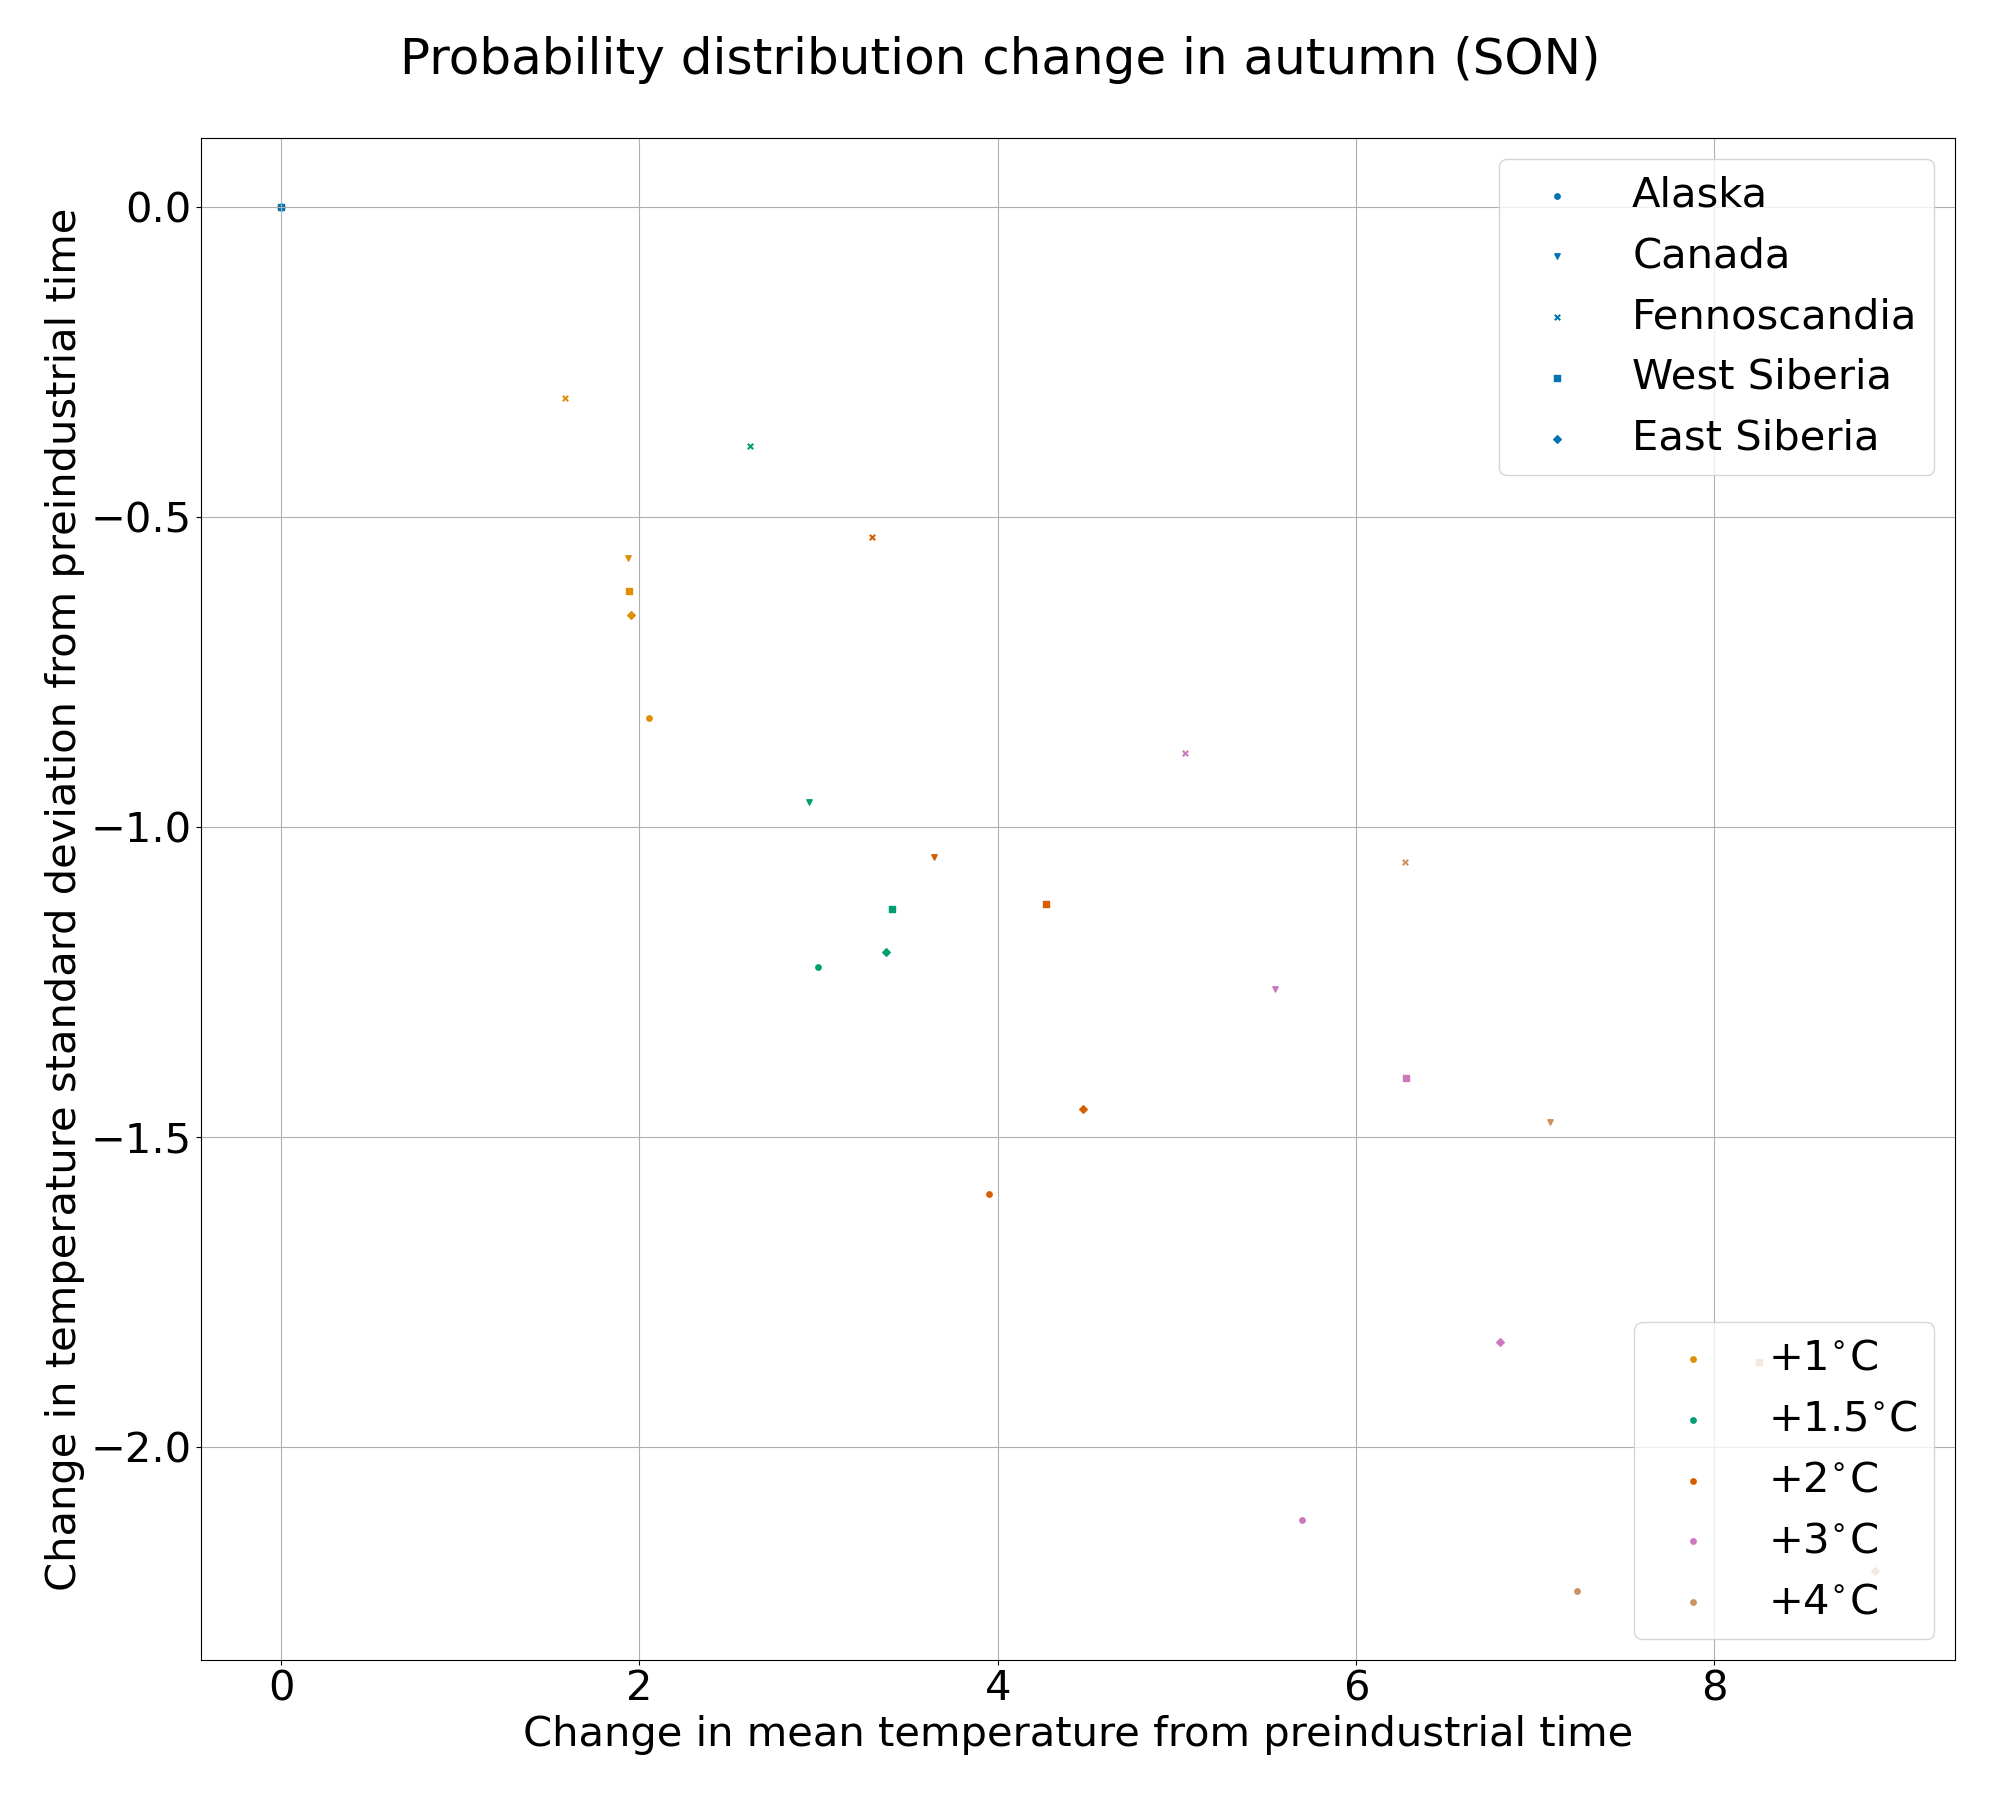 Probability distribution change in autumn (SON)
Change in temperature standard deviation from preindustrial time
0.0
−0.5
−1.0
−1.5
−2.0
Alaska
Canada
Fennoscandia
West Siberia
East Siberia
+1°C
+1.5°C
+2°C
+3°C
+4°C
0 2 4 6 8
Change in mean temperature from preindustrial time